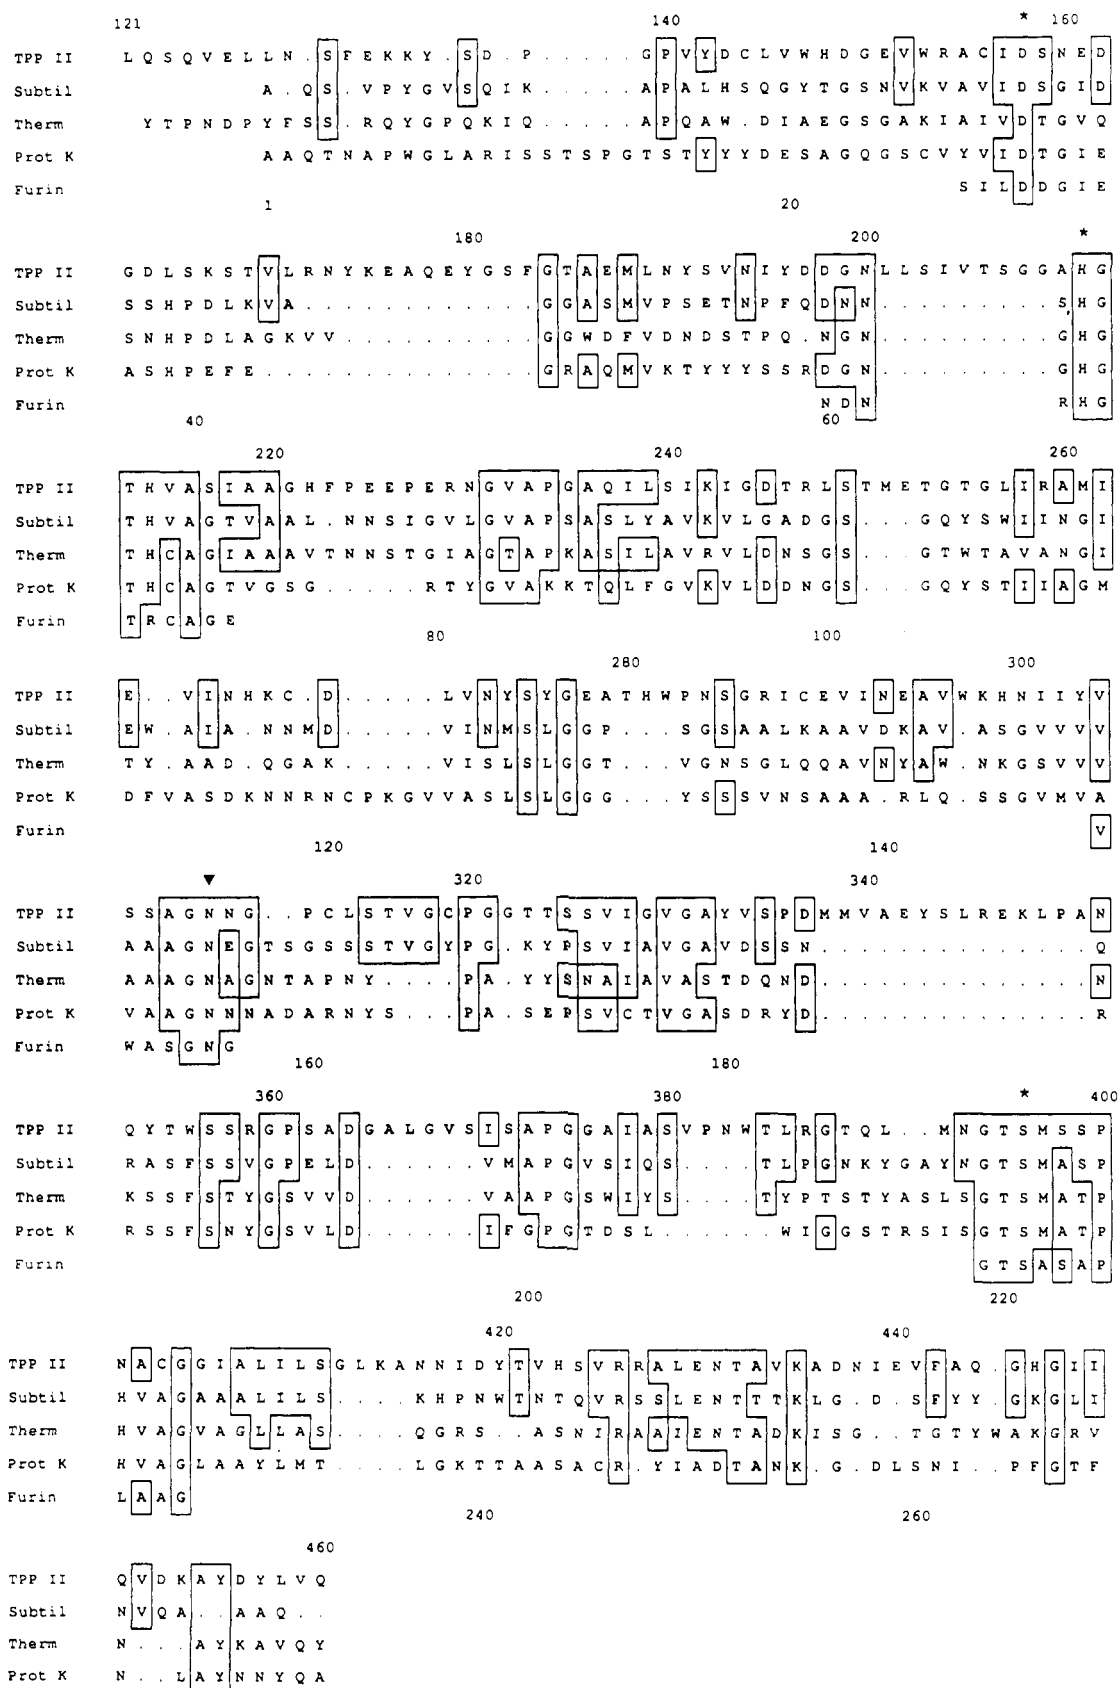 121 140 * 160
TPP II L Q S Q V E L L N . S F E K K Y . S D . P . . . . . G P V Y D C L V W H D G E V W R A C I D S N E D
Subtil A . Q S . V P Y G V S Q I K . . . . . A P A L H S Q G Y T G S N V K V A V I D S G I D
Therm Y T P N D P Y F S S . R Q Y G P Q K I Q . . . . . A P Q A W . D I A E G S G A K I A I V D T G V Q
Prot K A A Q T N A P W G L A R I S S T S P G T S T Y Y Y D E S A G Q G S C V Y V I D T G I E
Furin S I L D D G I E
1 20
180 200 *
TPP II G D L S K S T V L R N Y K E A Q E Y G S F G T A E M L N Y S V N I Y D D G N L L S I V T S G G A H G
Subtil S S H P D L K V A . . . . . . . . . . . . G G A S M V P S E T N P F Q D N N . . . . . . . . . S H G
Therm S N H P D L A G K V V . . . . . . . . . . G G W D F V D N D S T P Q . N G N . . . . . . . . . G H G
Prot K A S H P E F E . . . . . . . . . . . . . . G R A Q M V K T Y Y Y S S R D G N . . . . . . . . . G H G
Furin N D N R H G
40 60
220 240 260
TPP II T H V A S I A A G H F P E E P E R N G V A P G A Q I L S I K I G D T R L S T M E T G T G L I R A M I
Subtil T H V A G T V A A L . N N S I G V L G V A P S A S L Y A V K V L G A D G S . . . G Q Y S W I I N G I
Therm T H C A G I A A A V T N N S T G I A G T A P K A S I L A V R V L D N S G S . . . G T W T A V A N G I
Prot K T H C A G T V G S G . . . . R T Y G V A K K T Q L F G V K V L D D N G S . . . G Q Y S T I I A G M
Furin T R C A G E
80 100
280 300
TPP II E . . V I N H K C . D . . . . . L V N Y S Y G E A T H W P N S G R I C E V I N E A V W K H N I I Y V
Subtil E W . A I A . N N M D . . . . . V I N M S L G G P . . . S G S A A L K A A V D K A V . A S G V V V V
Therm T Y . A A D . Q G A K . . . . . V I S L S L G G T . . . V G N S G L Q Q A V N Y A W . N K G S V V V
Prot K D F V A S D K N N R N C P K G V V A S L S L G G G . . . Y S S S V N S A A A . R L Q . S S G V M V A
Furin V
120 140
▼ 320 340
TPP II S S A G N N G . . P C L S T V G C P G G T T S S V I G V G A Y V S P D M M V A E Y S L R E K L P A N
Subtil A A A G N E G T S G S S S T V G Y P G . K Y P S V I A V G A V D S S N . . . . . . . . . . . . . . Q
Therm A A A G N A G N T A P N Y . . . . P A . Y Y S N A I A V A S T D Q N D . . . . . . . . . . . . . . N
Prot K V A A G N N N A D A R N Y S . . . P A . S E P S V C T V G A S D R Y D . . . . . . . . . . . . . . R
Furin W A S G N G
160 180
360 380 * 400
TPP II Q Y T W S S R G P S A D G A L G V S I S A P G G A I A S V P N W T L R G T Q L . . M N G T S M S S P
Subtil R A S F S S V G P E L D . . . . . . V M A P G V S I Q S . . . . T L P G N K Y G A Y N G T S M A S P
Therm K S S F S T Y G S V V D . . . . . . V A A P G S W I Y S . . . . T Y P T S T Y A S L S G T S M A T P
Prot K R S S F S N Y G S V L D . . . . . . I F G P G T D S L . . . . . . W I G G S T R S I S G T S M A T P
Furin G T S A S A P
200 220
420 440
TPP II N A C G G I A L I L S G L K A N N I D Y T V H S V R R A L E N T A V K A D N I E V F A Q . G H G I I
Subtil H V A G A A A L I L S . . . . K H P N W T N T Q V R S S L E N T T T K L G . D . S F Y Y . G K G L I
Therm H V A G V A G L L A S . . . . Q G R S . . A S N I R A A I E N T A D K I S G . . T G T Y W A K G R V
Prot K H V A G L A A Y L M T . . . . L G K T T A A S A C R . Y I A D T A N K . G . D L S N I . . P F G T F
Furin L A A G
240 260
460
TPP II Q V D K A Y D Y L V Q
Subtil N V Q A . . A A Q . .
Therm N . . . A Y K A V Q Y
Prot K N . . L A Y N N Y Q A